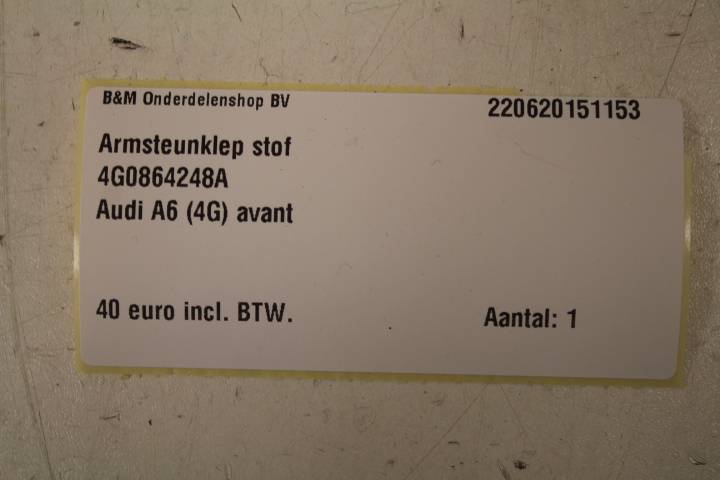 B&M Onderdelenshop BV
220620151153
Armsteunklep stof
4G0864248A
Audi A6 (4G) avant
40 euro incl. BTW.
Aantal: 1